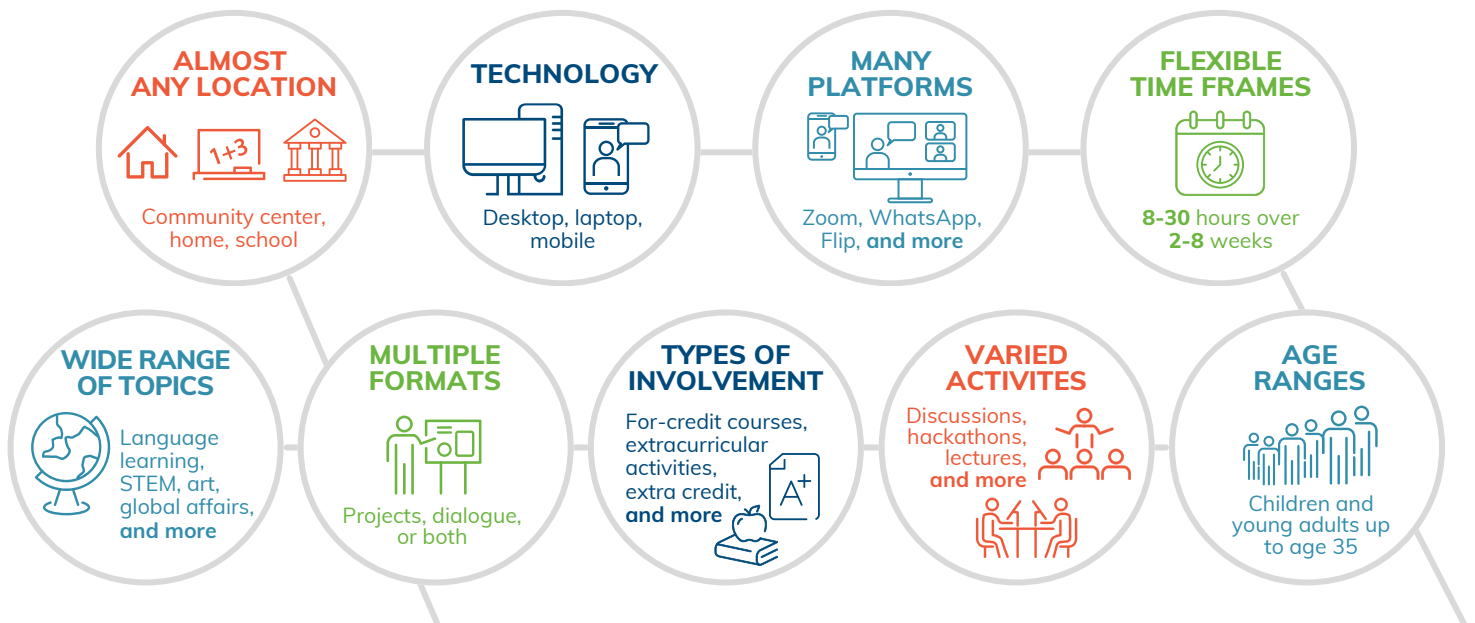 ALMOST
ANY LOCATION
1+3
Community center,
home, school
TECHNOLOGY
Desktop, laptop,
mobile
MANY
PLATFORMS
Zoom, WhatsApp,
Flip, and more
FLEXIBLE
TIME FRAMES
8-30 hours over
2-8 weeks
WIDE RANGE
OF TOPICS
Language
learning,
STEM, art,
global affairs,
and more
MULTIPLE
FORMATS
Projects, dialogue,
or both
TYPES OF
INVOLVEMENT
For-credit courses,
extracurricular
activities,
extra credit,
and more
A+
VARIED
ACTIVITES
Discussions,
hackathons,
lectures,
and more
AGE
RANGES
Children and
young adults up
to age 35